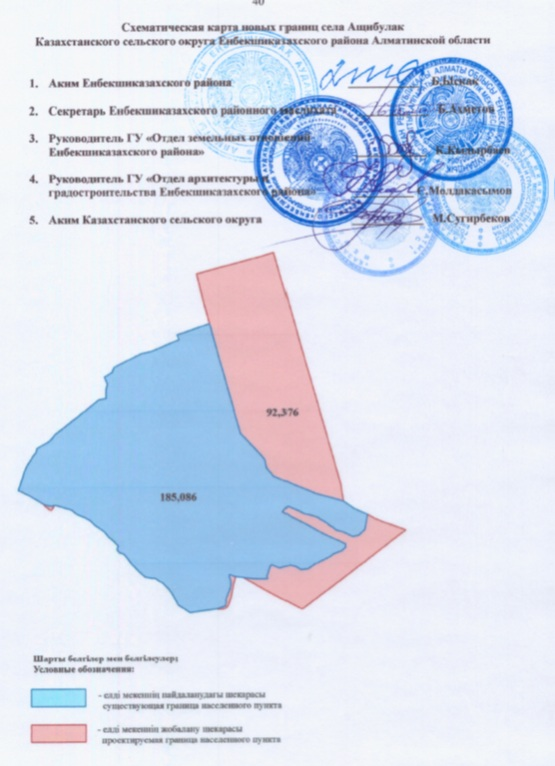 40
Схематическая карта новых границ села Ащибулак
Казахстанского сельского округа Енбекшиказахского района Алматинской области
1. Аким Енбекшиказахского района Б.Ыскак
2. Секретарь Енбекшиказахского районного маслихата Б.Ахметов
3. Руководитель ГУ «Отдел земельных отношений
Енбекшиказахского района»
4. Руководитель ГУ «Отдел архитектуры и
градостроительства Енбекшиказахского района» С.Молдакасымов
5. Аким Казахстанского сельского округа М.Сугирбеков
92,376
185,086
Шартты белгілер мен белгілеулер;
Условные обозначения:
- елді мекеннің пайдаланудағы шекарасы
существующая граница населенного пункта
- елді мекеннің жобалану шекарасы
проектируемая граница населенного пункта